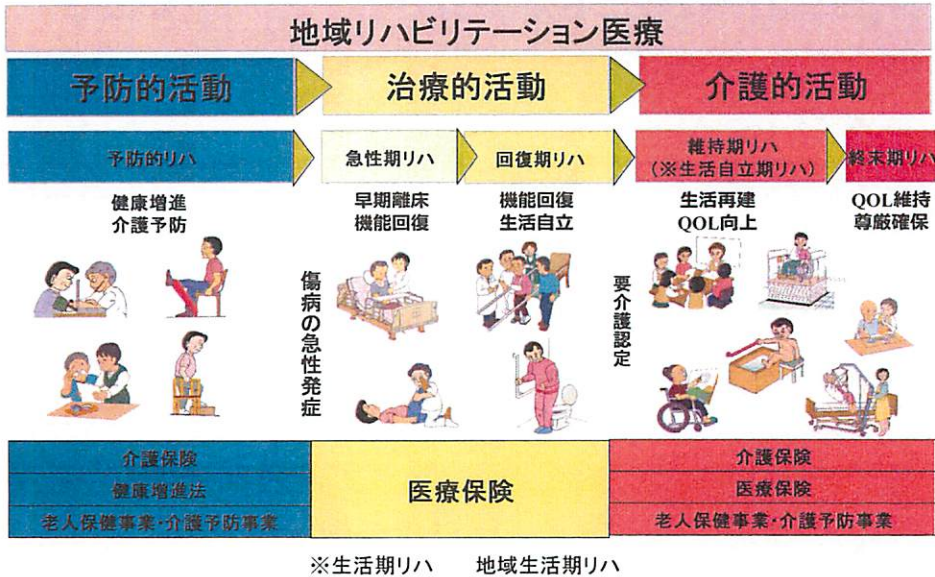 地域リハビリテーション医療
予防的活動
治療的活動
介護的活動
予防的リハ
急性期リハ
回復期リハ
維持期リハ
(※生活自立期リハ)
終末期リハ
健康増進
介護予防
早期離床
機能回復
機能回復
生活自立
生活再建
QOL向上
QOL維持
尊厳確保
傷病の急性発症
要介護認定
介護保険
健康増進法
老人保健事業・介護予防事業
医療保険
介護保険
医療保険
老人保健事業・介護予防事業
※生活期リハ 地域生活期リハ